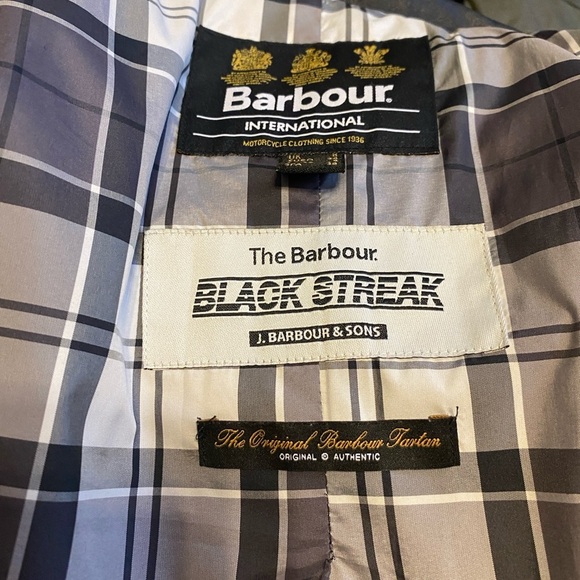 Barbour
INTERNATIONAL
MOTORCYCLE CLOTHING SINCE 1936
The Barbour
BLACK STREAK
J. BARBOUR & SONS
The Original Barbour Tartan
ORIGINAL © AUTHENTIC